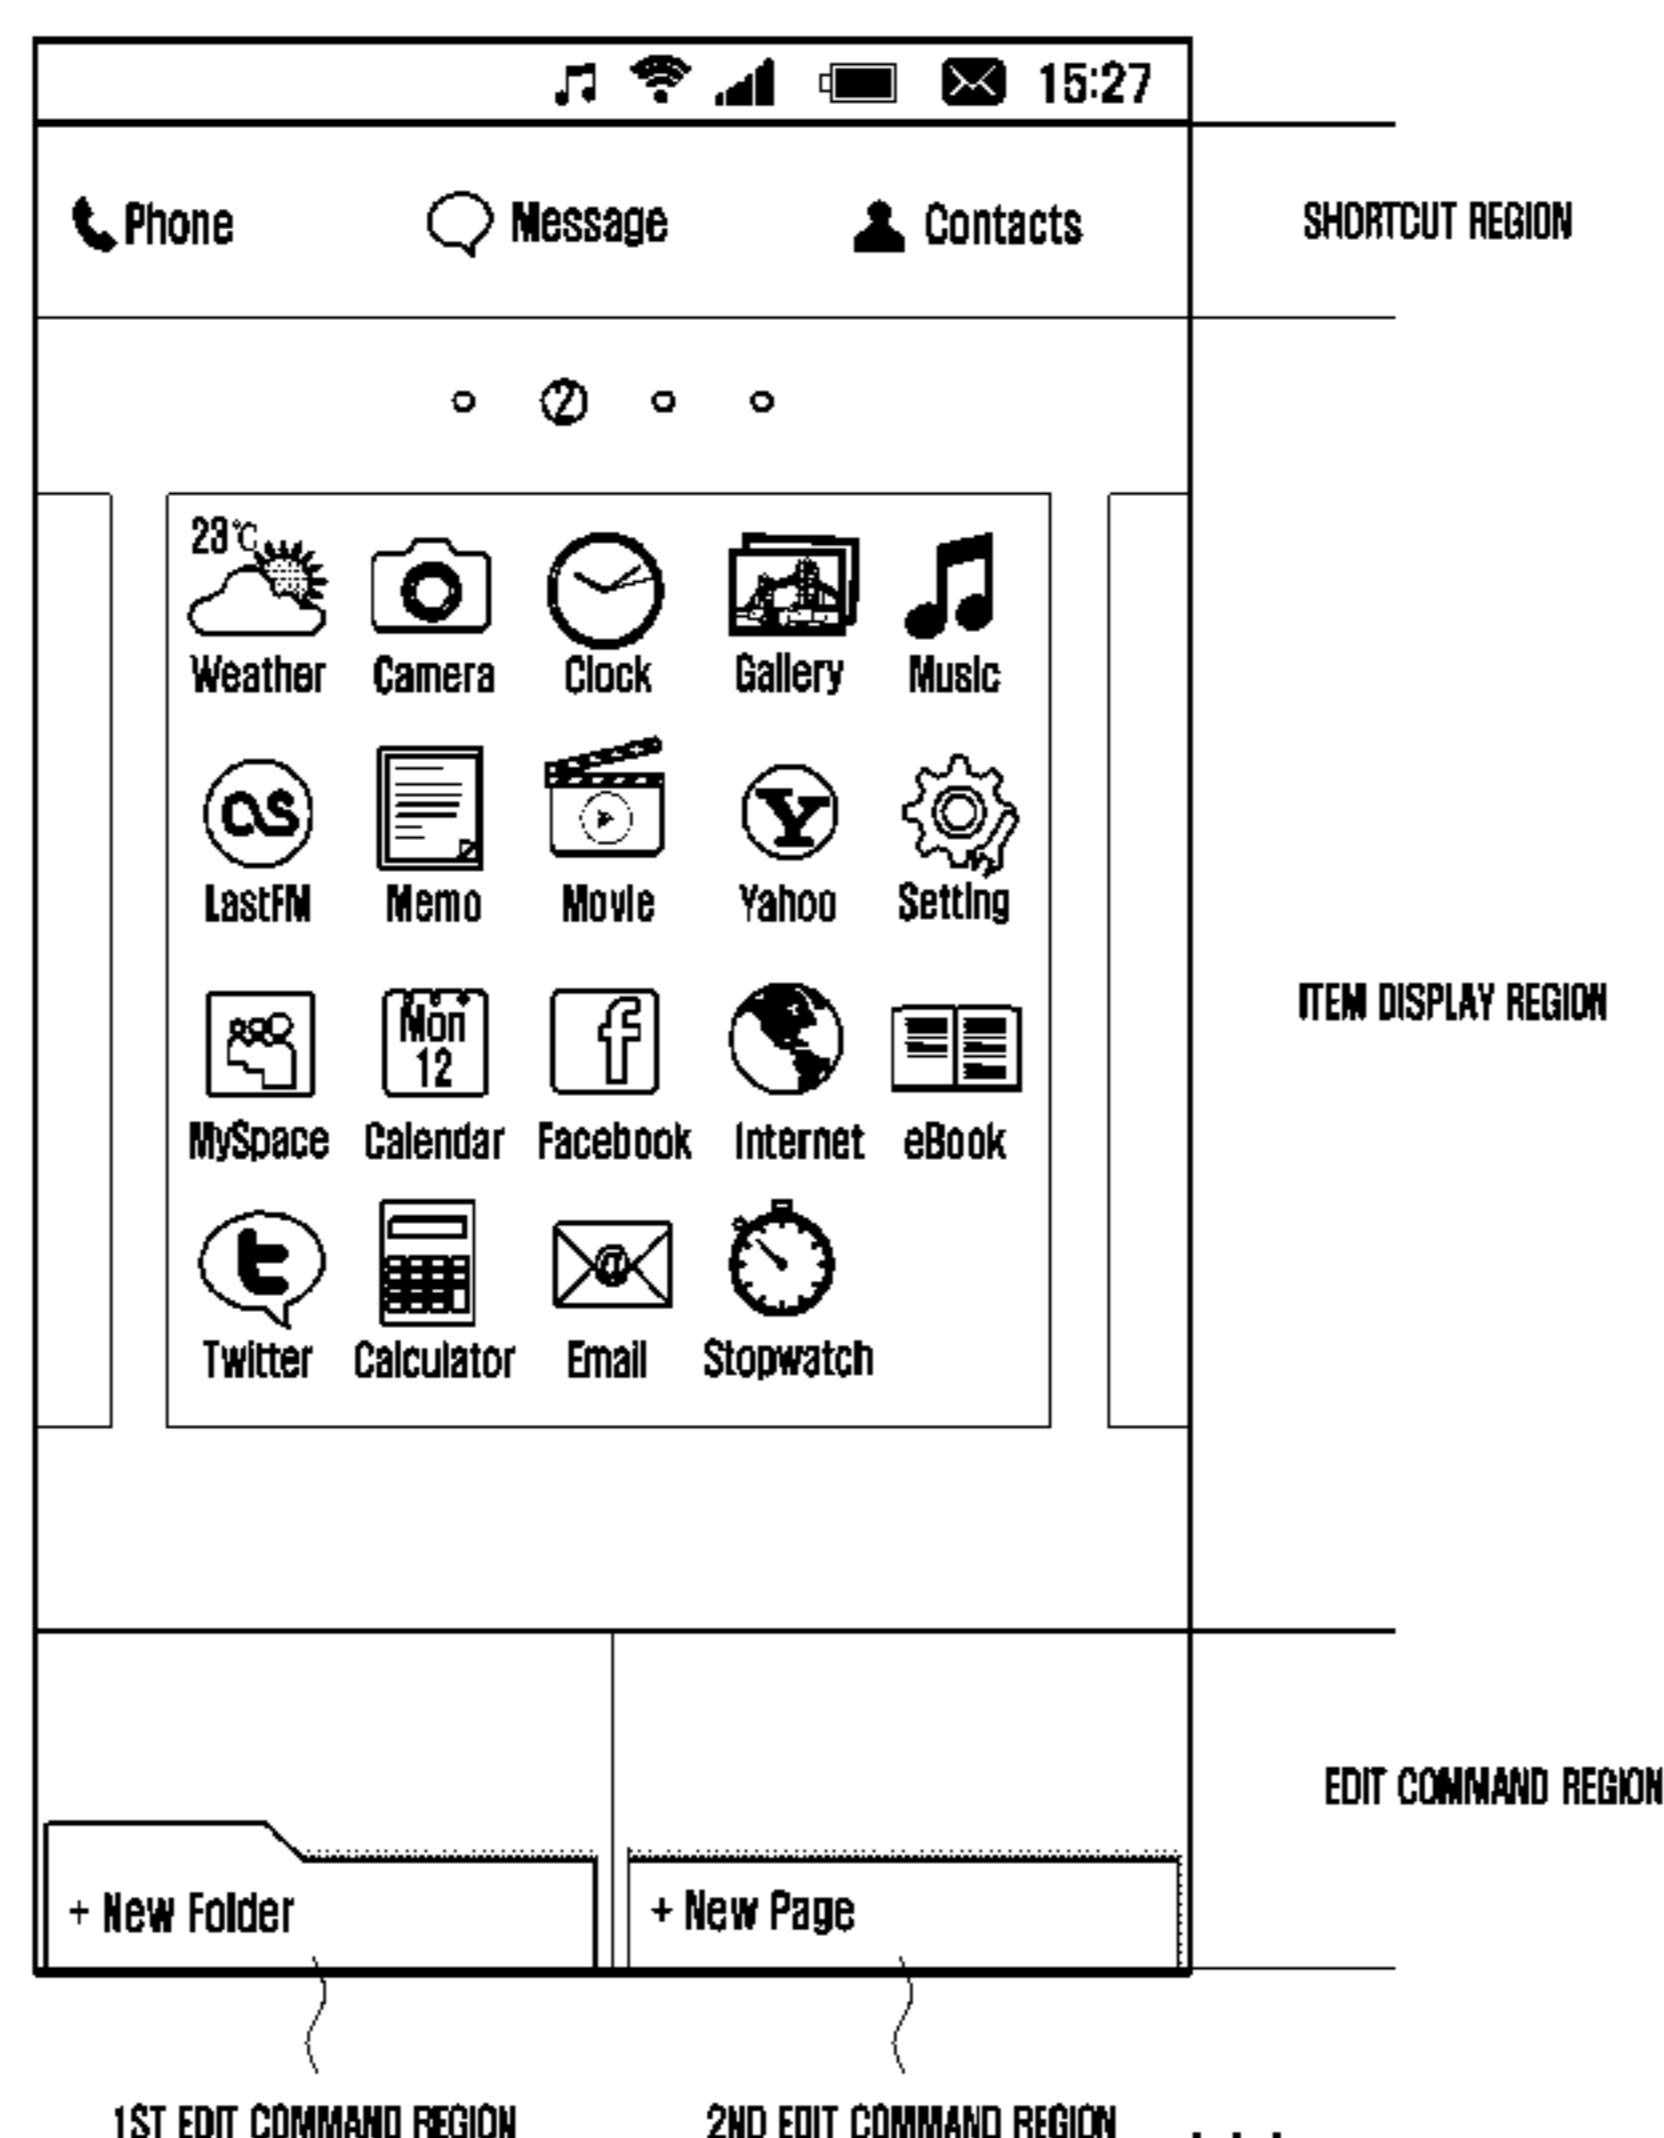 15:27
Phone Message Contacts
SHORTCUT REGION
2
23℃
Weather Camera Clock Gallery Music
as Y
LastFM Memo Movie Yahoo Setting
ITEM DISPLAY REGION
Mon
12
f
MySpace Calendar Facebook Internet eBook
t @
Twitter Calculator Email Stopwatch
EDIT COMMAND REGION
+ New Folder + New Page
1ST EDIT COMMAND REGION 2ND EDIT COMMAND REGION ...